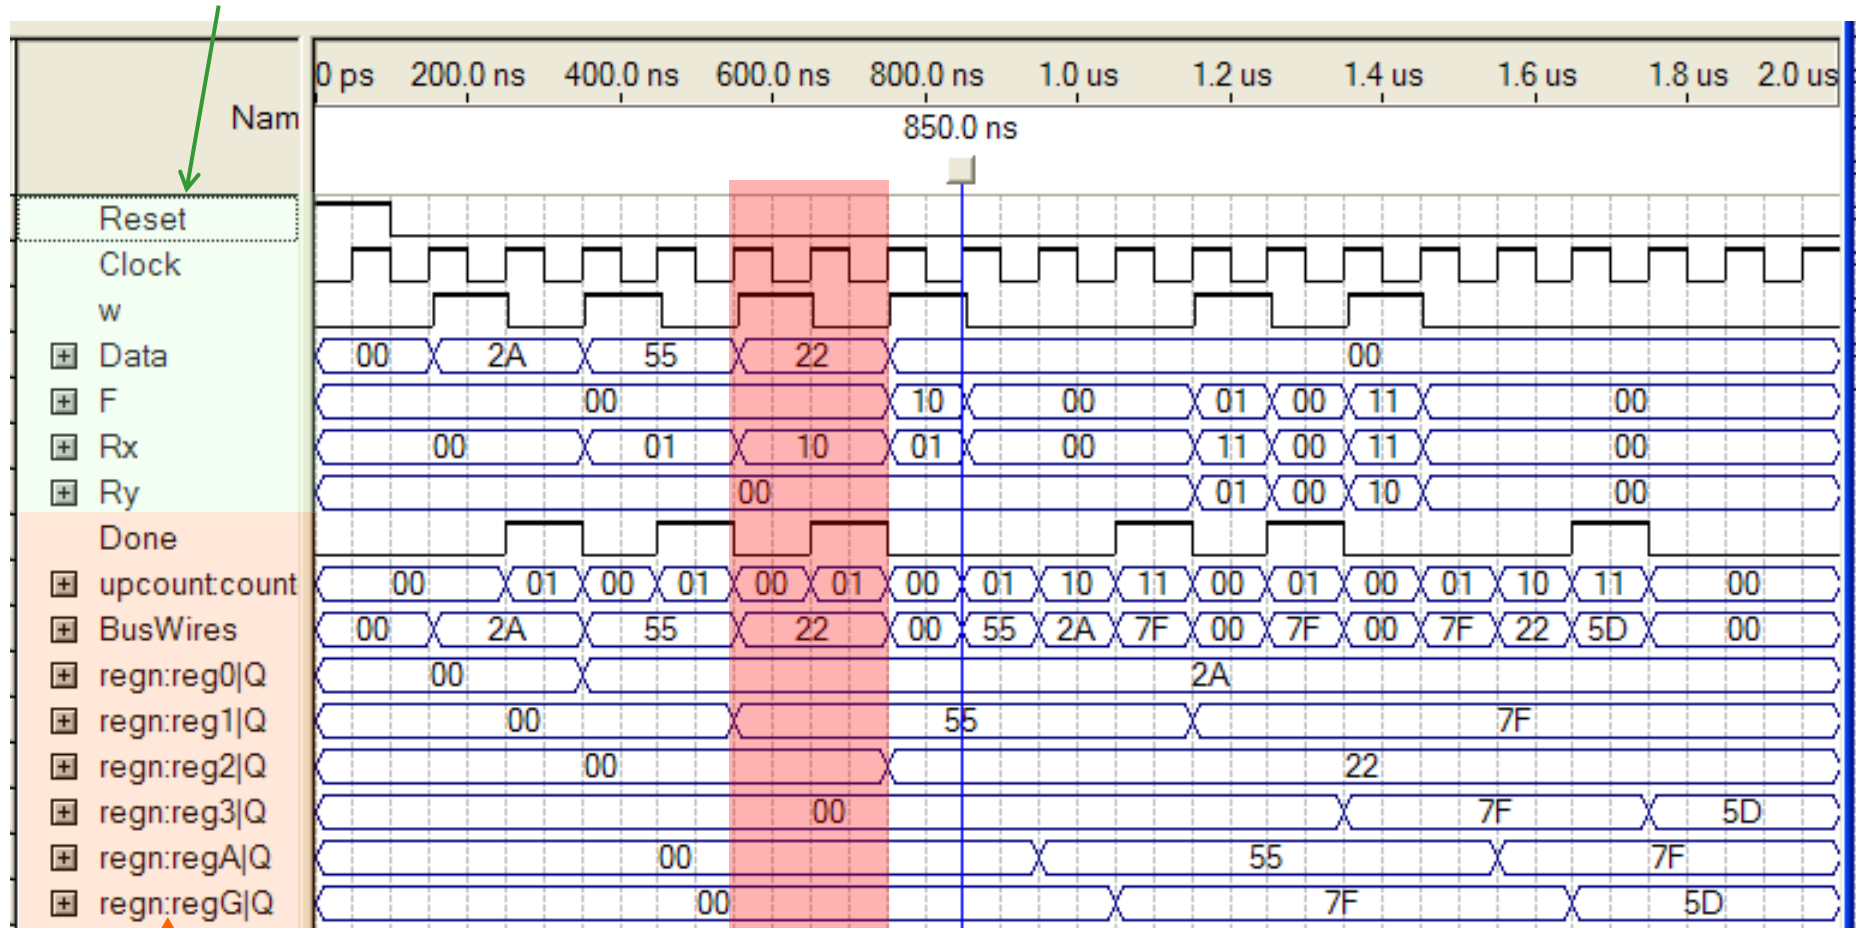 0 ps 200.0 ns 400.0 ns 600.0 ns 800.0 ns 1.0 us 1.2 us 1.4 us 1.6 us 1.8 us 2.0 us
Nam
850.0 ns
Reset
Clock
w
Data 00 2A 55 22 00
F 00 10 00 01 00 11 00
Rx 00 01 10 01 00 11 00 11 00
Ry 00 01 00 10 00
Done
upcount:count 00 01 00 01 00 01 00 01 10 11 00 01 00 01 10 11 00
BusWires 00 2A 55 22 00 55 2A 7F 00 7F 00 7F 22 5D 00
regn:reg0|Q 00 2A
regn:reg1|Q 00 55 7F
regn:reg2|Q 00 22
regn:reg3|Q 00 7F 5D
regn:regA|Q 00 55 7F
regn:regG|Q 00 7F 5D